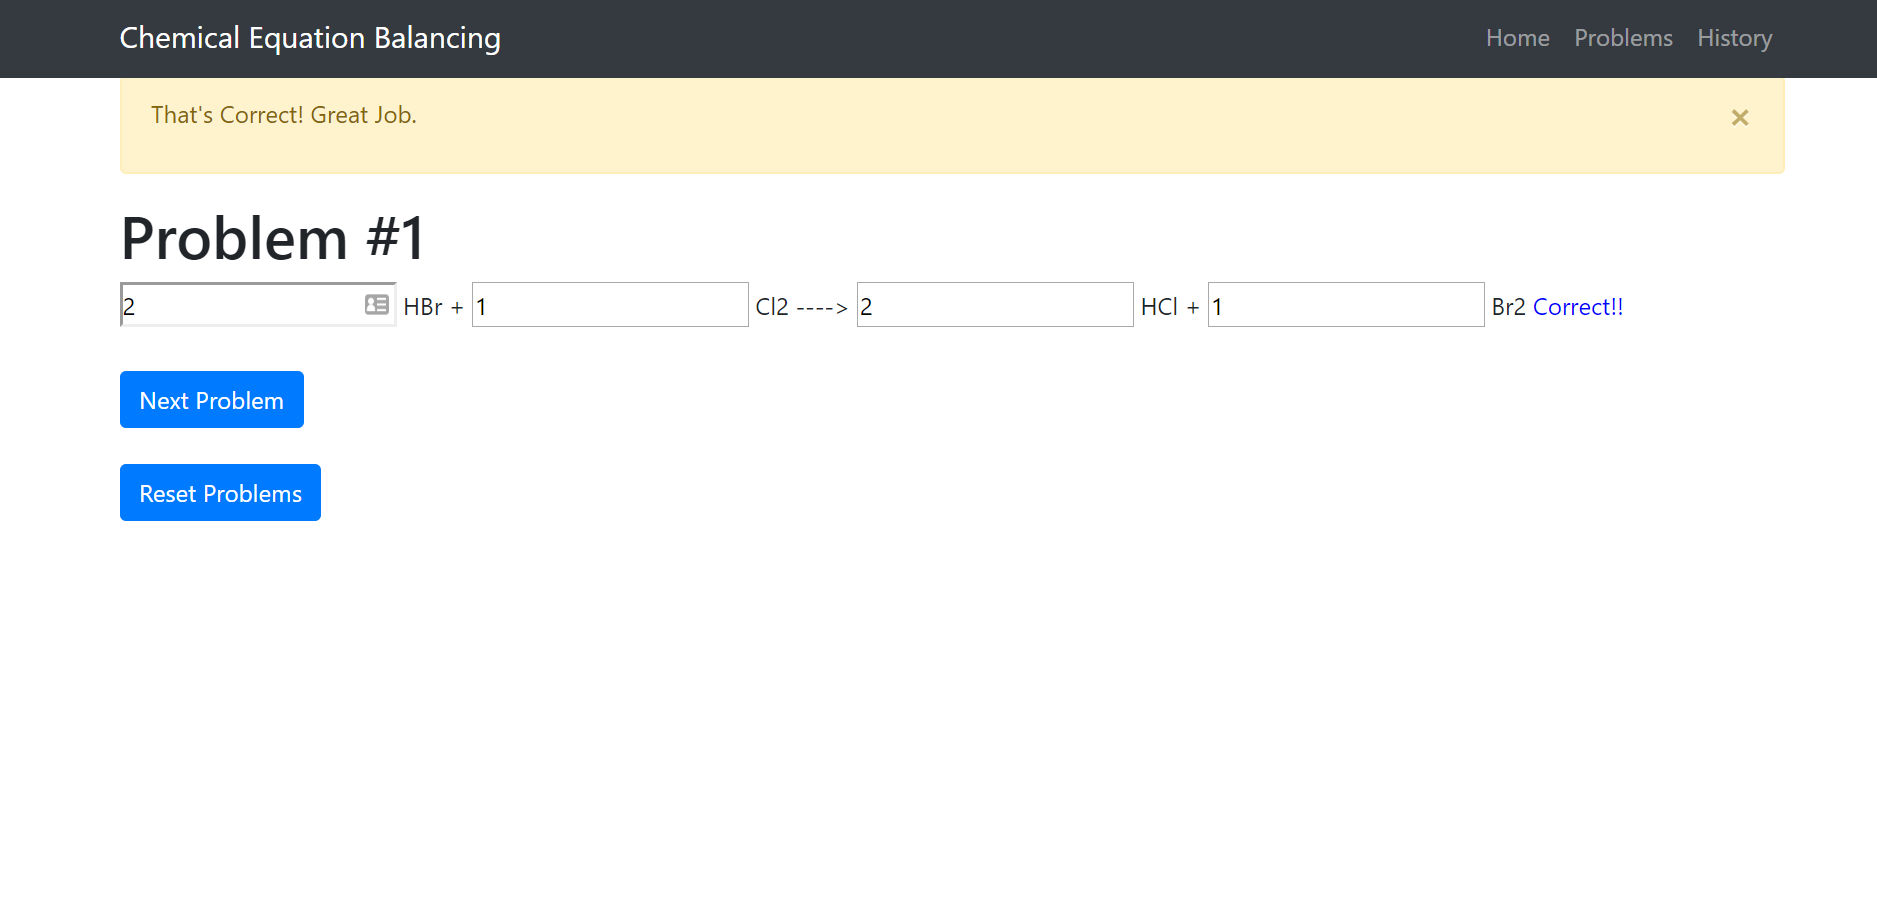 Chemical Equation Balancing Home Problems History
That's Correct! Great Job. ×
Problem #1
2 HBr + 1 Cl2 ----> 2 HCl + 1 Br2 Correct!!
Next Problem
Reset Problems